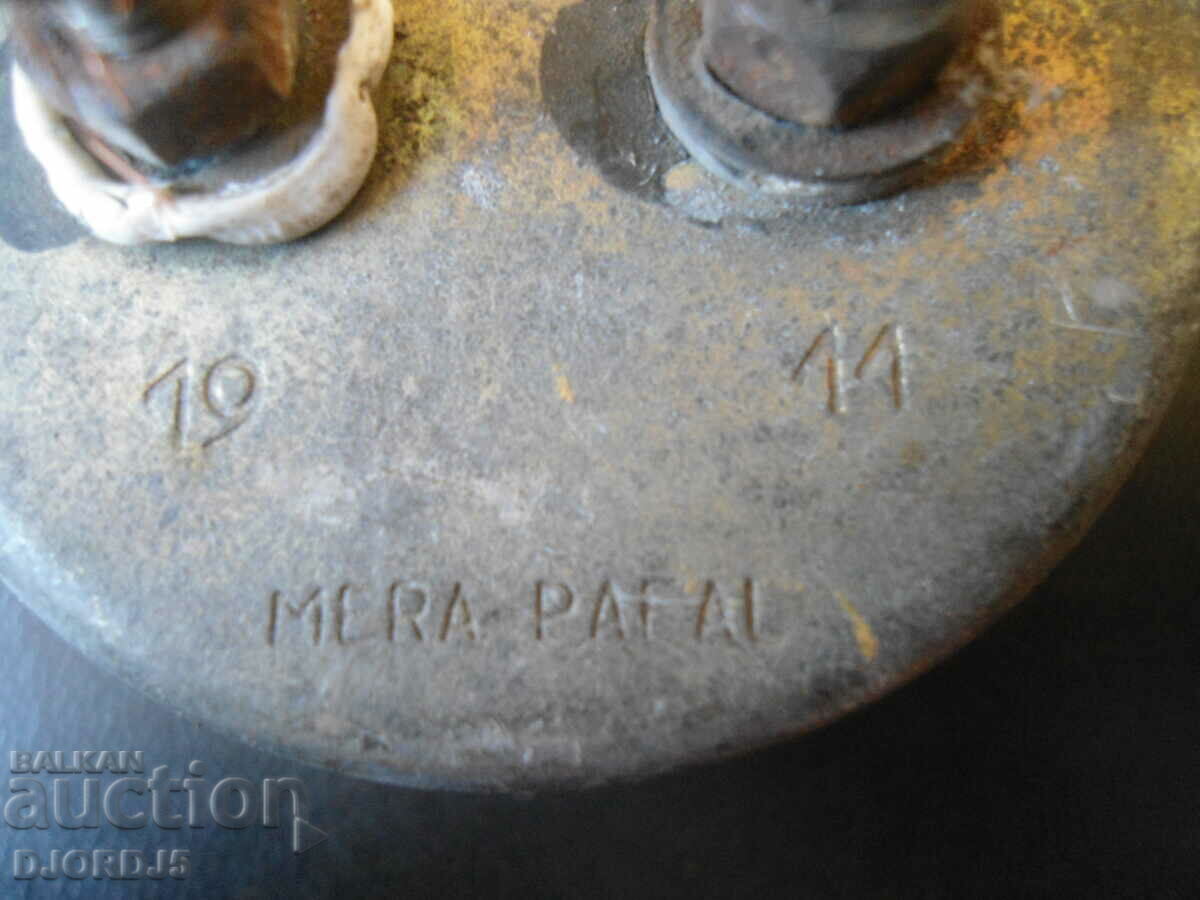 19 11
MERA PAFAL
BALKAN
auction
DJORDJ5